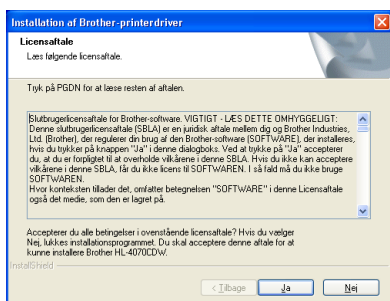 Installation af Brother-printerdriver
Licensaftale
Læs følgende licensaftale.
Tryk på PGDN for at læse resten af aftalen.
Slutbrugerlicensaftale for Brother-software. VIGTIGT - LÆS DETTE OMHYGGELIGT:
Denne slutbrugerlicensaftale (SBLA) er en juridisk aftale mellem dig og Brother Industries,
Ltd. (Brother), der regulerer din brug af den Brother-software (SOFTWARE), der installeres,
hvis du trykker på knappen "Ja" i denne dialogboks. Ved at trykke på "Ja" accepterer
du, at du er forpligtet til at overholde vilkårene i denne SBLA. Hvis du ikke kan acceptere
vilkårene i denne SBLA, får du ikke licens til SOFTWAREN. I så fald må du ikke bruge
SOFTWAREN.
Hvor konteksten tillader det, omfatter betegnelsen "SOFTWARE" i denne Licensaftale
også det medie, som den er lagret på.
Accepterer du alle betingelser i ovenstående licensaftale? Hvis du vælger
Nej, lukkes installationsprogrammet. Du skal acceptere denne aftale for at
kunne installere Brother HL-4070CDW.
InstallShield
< Tilbage
Ja
Nej